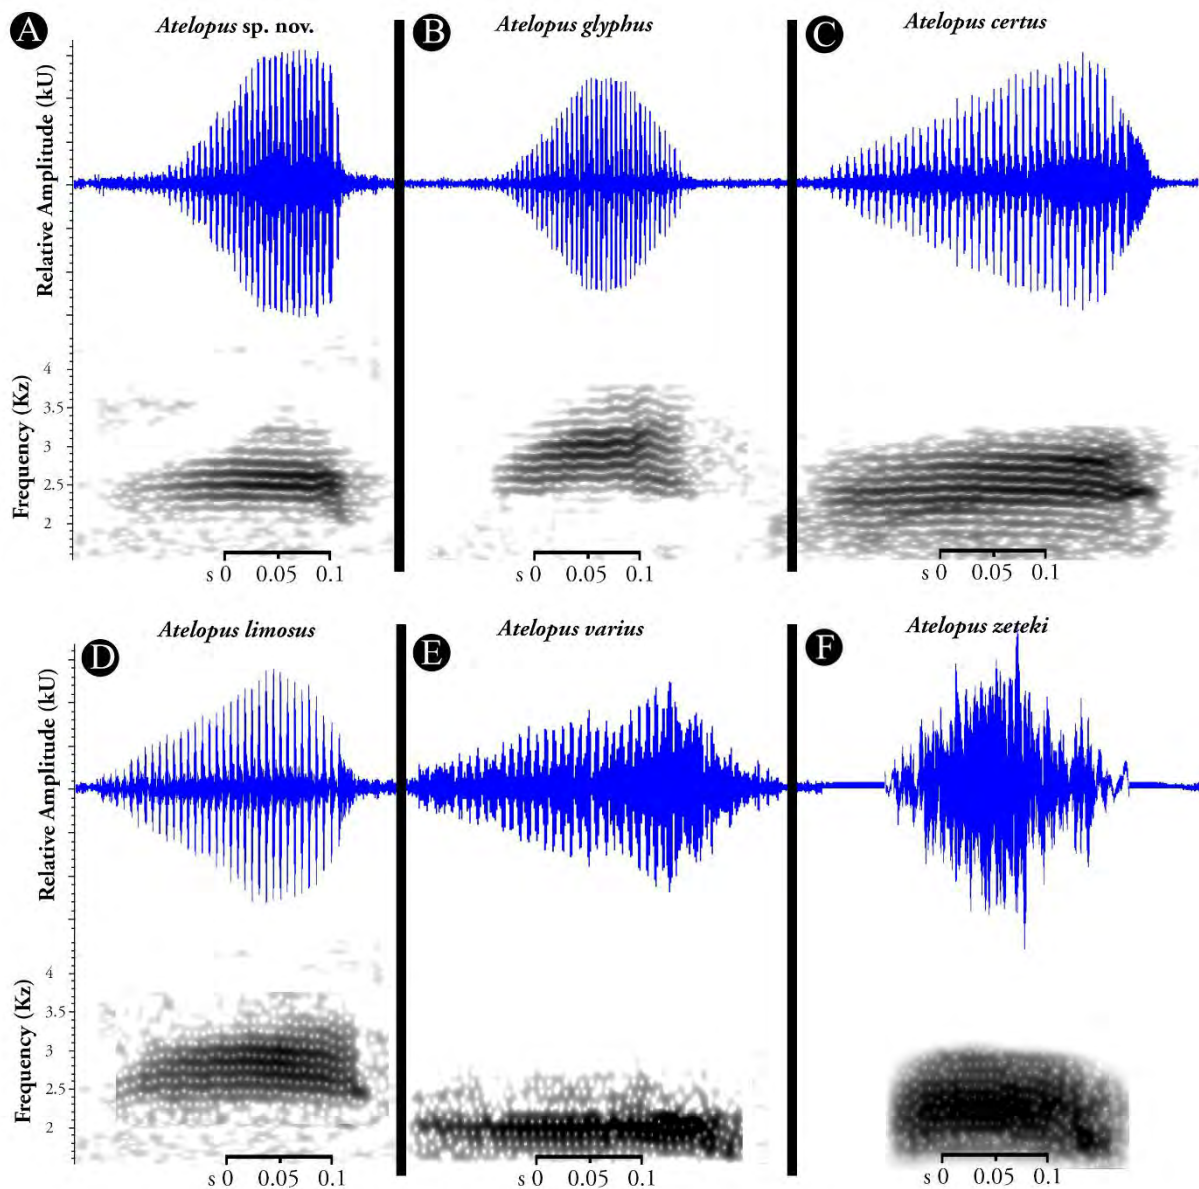 A
Atelopus sp. nov.
B
Atelopus glyphus
C
Atelopus certus
Relative Amplitude (kU)
Frequency (Kz)
4
3.5
3
2.5
2
s 0 0.05 0.1
s 0 0.05 0.1
s 0 0.05 0.1
D
Atelopus limosus
E
Atelopus varius
F
Atelopus zeteki
Relative Amplitude (kU)
Frequency (Kz)
4
3.5
3
2.5
2
s 0 0.05 0.1
s 0 0.05 0.1
s 0 0.05 0.1